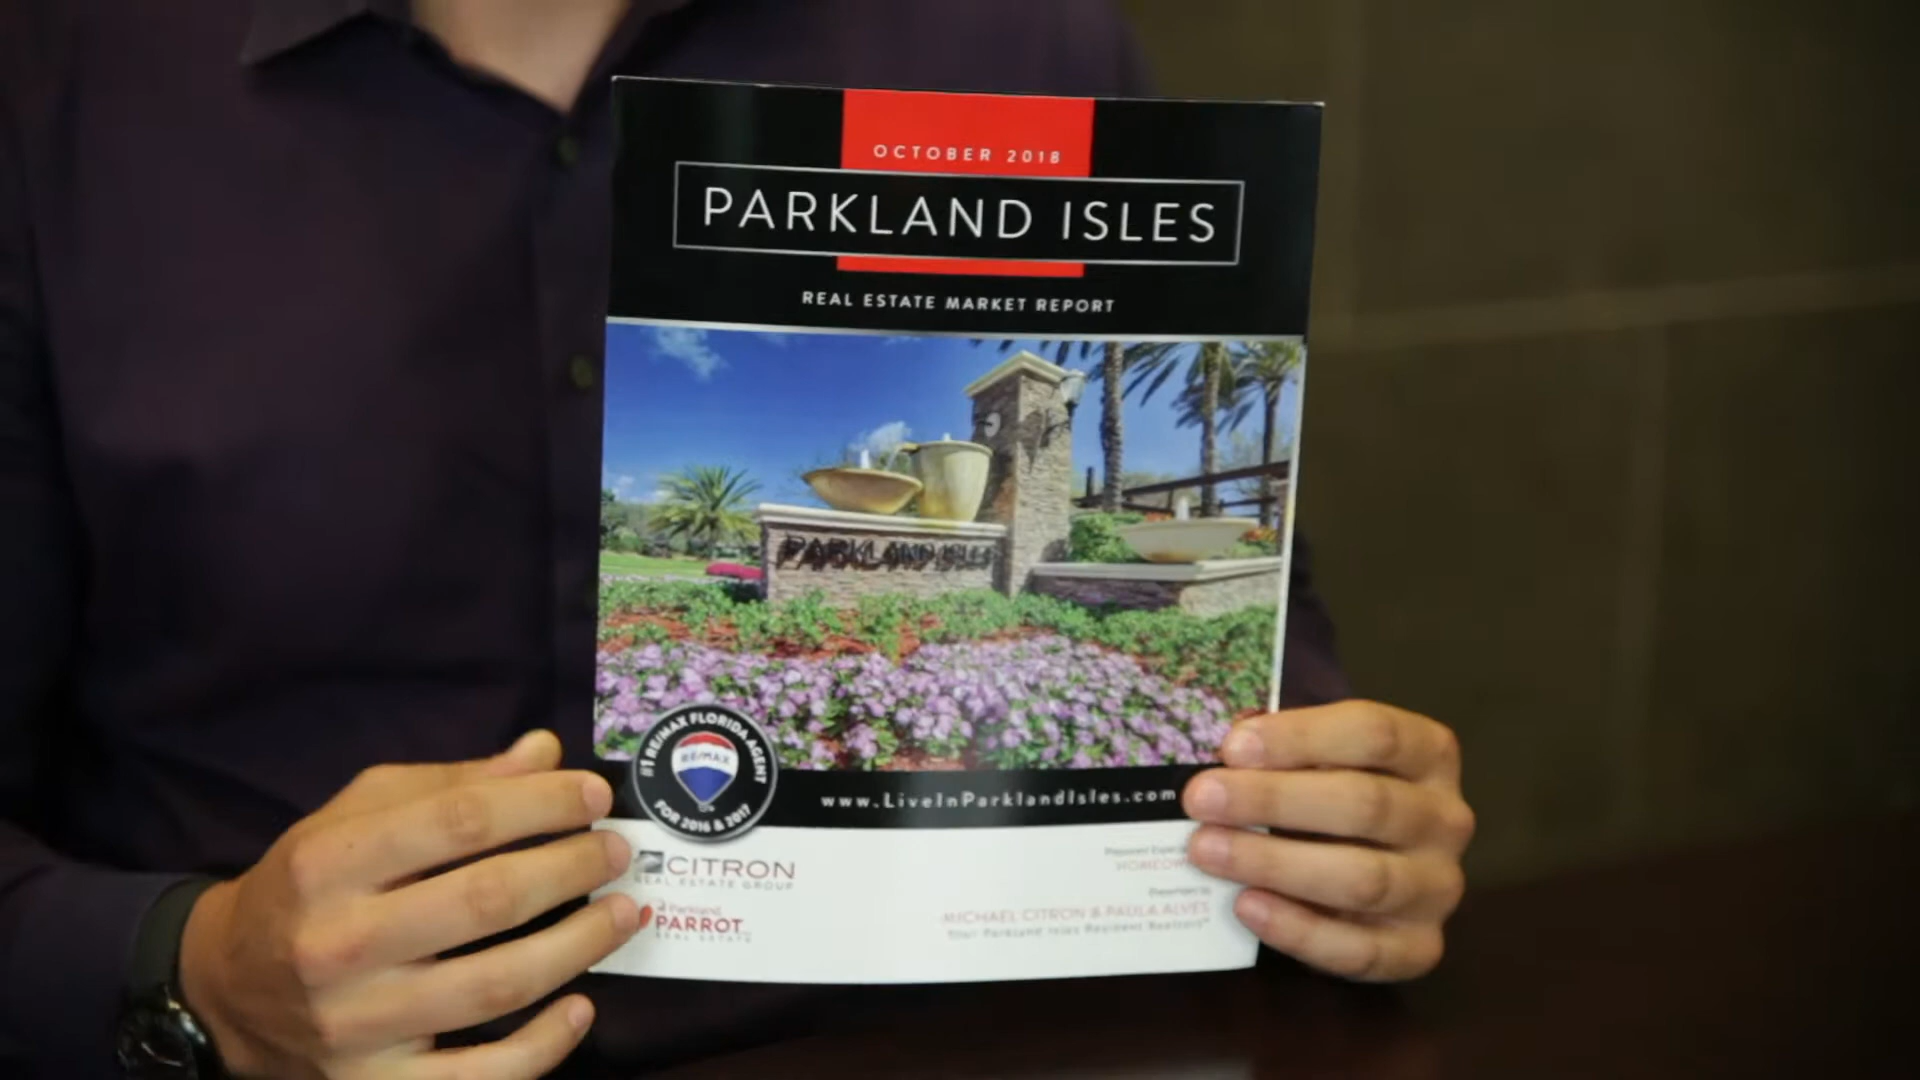 OCTOBER 2018
PARKLAND ISLES
REAL ESTATE MARKET REPORT
PARKLAND ISLES
#1 RE/MAX FLORIDA AGENT
RE/MAX
FOR 2016 & 2017
www.LiveInParklandIsles.com
CITRON
REAL ESTATE GROUP
Parkland
PARROT
REAL ESTATE
Presented by
MICHAEL CITRON & PAULA ALVES
Your Parkland Isles Resident Realtors